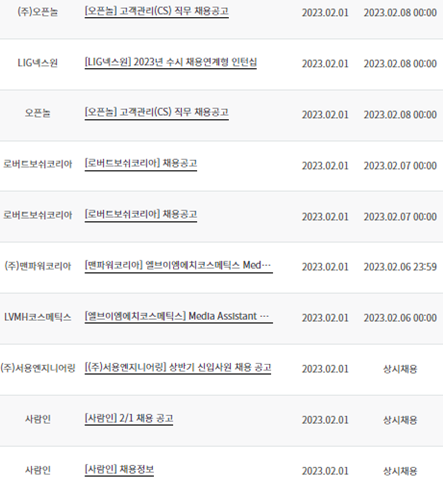 (주)오픈놀 [오픈놀] 고객관리(CS) 직무 채용공고 2023.02.01 2023.02.08 00:00
LIG넥스원 [LIG넥스원] 2023년 수시 채용연계형 인턴십 2023.02.01 2023.02.08 00:00
오픈놀 [오픈놀] 고객관리(CS) 직무 채용공고 2023.02.01 2023.02.08 00:00
로버트보쉬코리아 [로버트보쉬코리아] 채용공고 2023.02.01 2023.02.07 00:00
로버트보쉬코리아 [로버트보쉬코리아] 채용공고 2023.02.01 2023.02.07 00:00
(주)맨파워코리아 [맨파워코리아] 엘브이엠에치코스메틱스 Med··· 2023.02.01 2023.02.06 23:59
LVMH코스메틱스 [엘브이엠에치코스메틱스] Media Assistant ··· 2023.02.01 2023.02.06 00:00
(주)서용엔지니어링 [(주)서용엔지니어링] 상반기 신입사원 채용 공고 2023.02.01 상시채용
사람인 [사람인] 2/1 채용 공고 2023.02.01 상시채용
사람인 [사람인] 채용정보 2023.02.01 상시채용